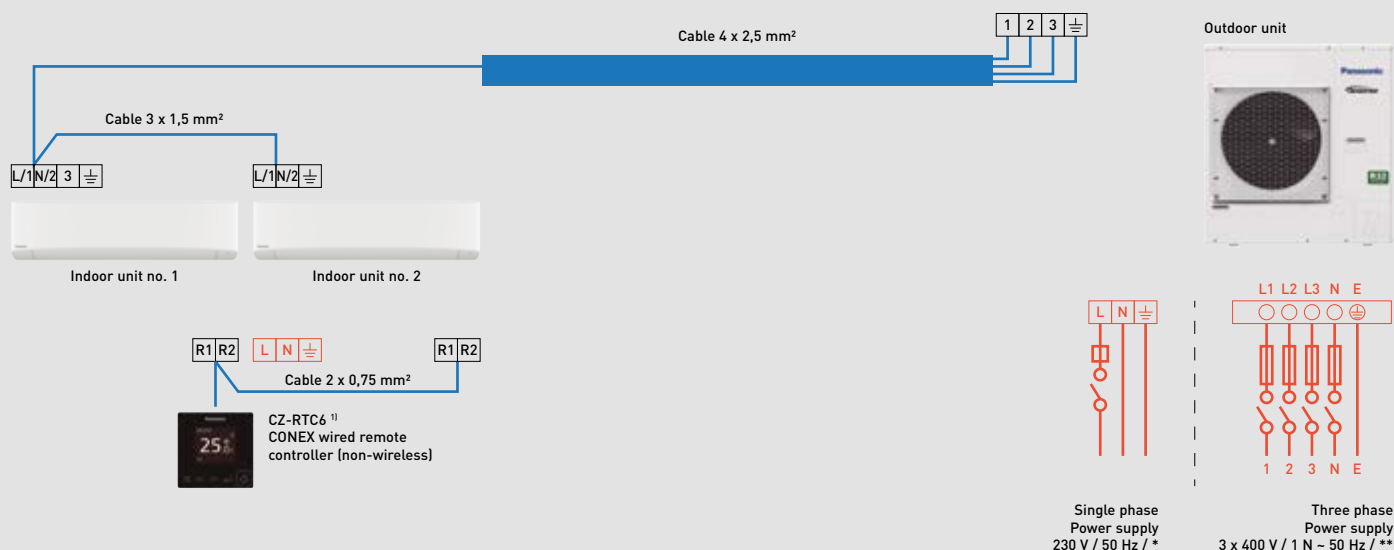 Cable 4 x 2,5 mm²
1 2 3
Outdoor unit
Panasonic
Cable 3 x 1,5 mm²
L/1 N/2 3
L/1 N/2
R32
Indoor unit no. 1
Indoor unit no. 2
L1 L2 L3 N E
L N
R1 R2
L N
R1 R2
Cable 2 x 0,75 mm²
CZ-RTC6 ¹⁾
CONEX wired remote
controller (non-wireless)
25
1 2 3 N E
Single phase
Power supply
230 V / 50 Hz / *
Three phase
Power supply
3 x 400 V / 1 N ~ 50 Hz / **